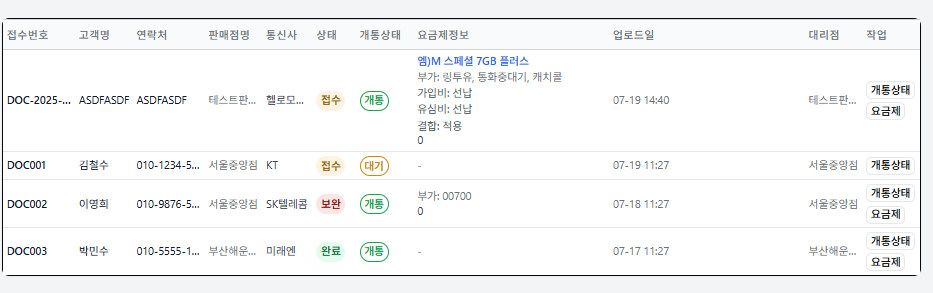 접수번호 고객명 연락처 판매점명 통신사 상태 개통상태 요금제정보 업로드일 대리점 작업
엠)M 스페셜 7GB 플러스
부가: 링투유, 통화중대기, 캐치콜
가입비: 선납
유심비: 선납
결합: 적용
0
DOC-2025-... ASDFASDF ASDFASDF 테스트판... 헬로모... 접수 개통 07-19 14:40 테스트판... 개통상태
요금제
DOC001 김철수 010-1234-5... 서울중앙점 KT 접수 대기 - 07-19 11:27 서울중앙점 개통상태
DOC002 이영희 010-9876-5... 서울중앙점 SK텔레콤 보완 개통 부가: 00700 07-18 11:27 서울중앙점 개통상태
0 요금제
DOC003 박민수 010-5555-1... 부산해운... 미래엔 완료 개통 - 07-17 11:27 부산해운... 개통상태
요금제